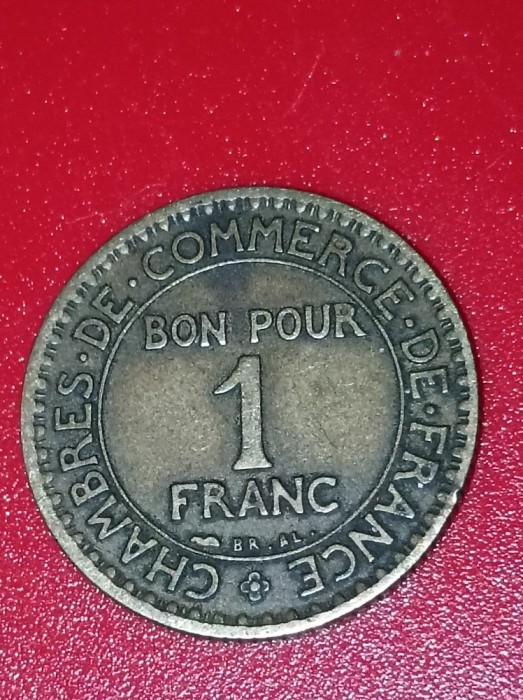 CHAMBRES·DE·COMMERCE·DE·FRANCE
BON POUR
1
FRANC
BR. AL.